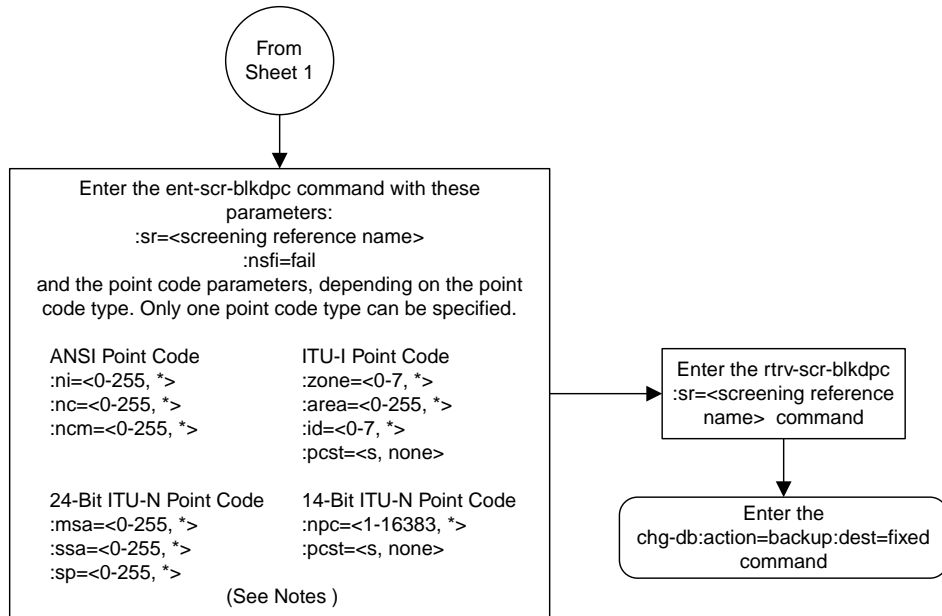 From
Sheet 1
Enter the ent-scr-blkdpc command with these
parameters:
:sr=<screening reference name>
:nsfi=fail
and the point code parameters, depending on the point
code type. Only one point code type can be specified.
ANSI Point Code
:ni=<0-255, *>
:nc=<0-255, *>
:ncm=<0-255, *>
ITU-I Point Code
:zone=<0-7, *>
:area=<0-255, *>
:id=<0-7, *>
:pcst=<s, none>
24-Bit ITU-N Point Code
:msa=<0-255, *>
:ssa=<0-255, *>
:sp=<0-255, *>
14-Bit ITU-N Point Code
:npc=<1-16383, *>
:pcst=<s, none>
(See Notes )
Enter the rtrv-scr-blkdpc
:sr=<screening reference
name> command
Enter the
chg-db:action=backup:dest=fixed
command